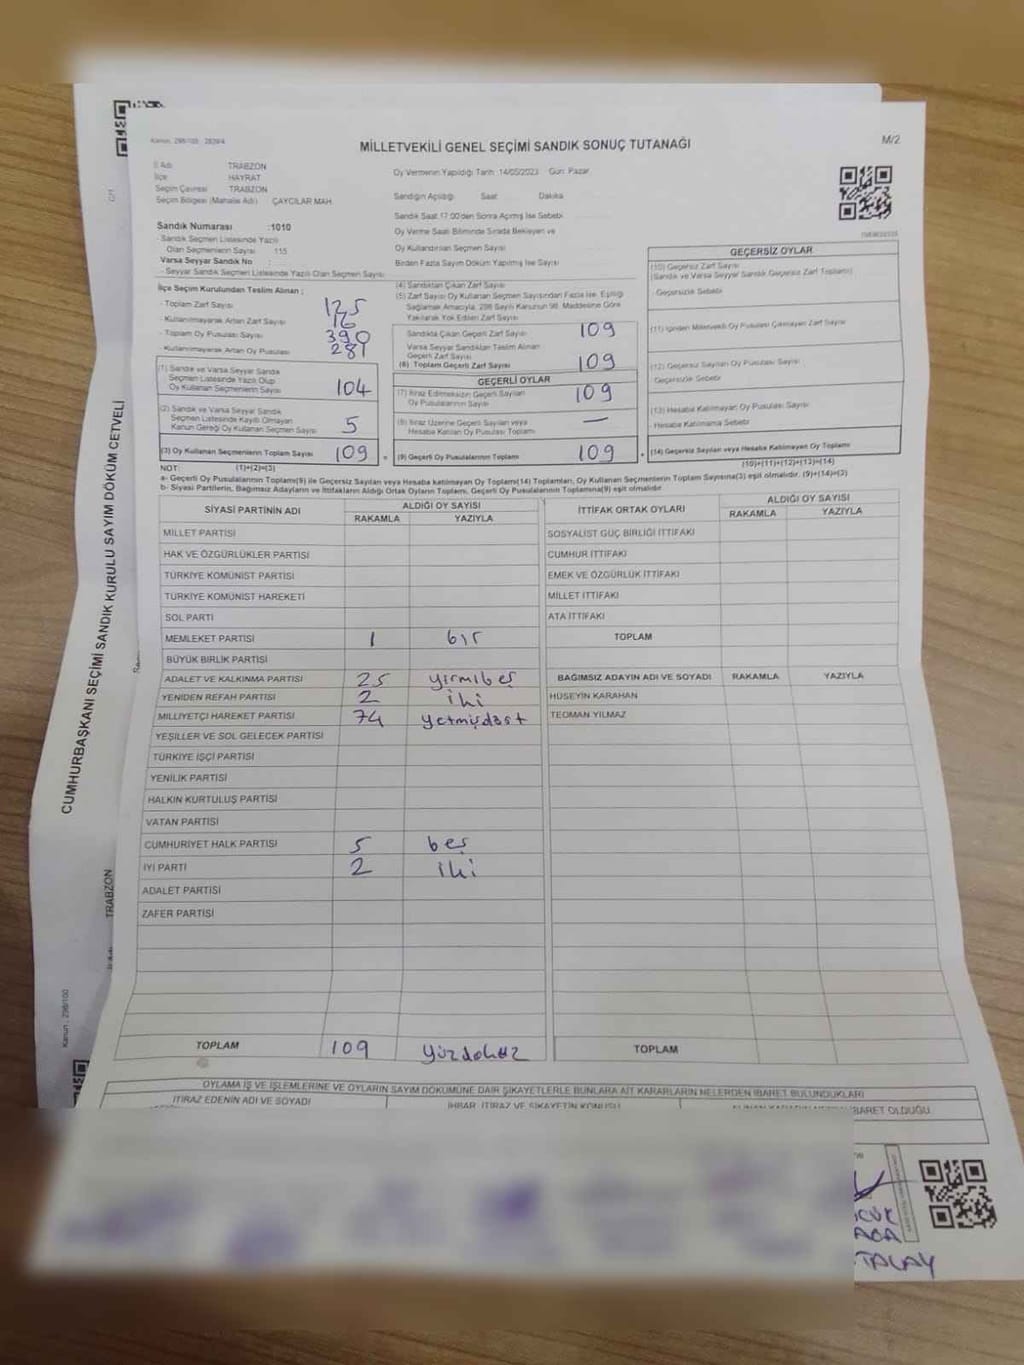 Kanun: 298/105 2839/4
MİLLETVEKİLİ GENEL SEÇİMİ SANDIK SONUÇ TUTANAĞI
M/2
İl Adı TRABZON
İlçe HAYRAT
Seçim Çevresi TRABZON
Seçim Bölgesi (Mahalle Adı) ÇAYCILAR MAH.
Oy Vermenin Yapıldığı Tarih :14/05/2023 Gün: Pazar
Sandığın Açıldığı Saat Dakika
Sandık Saat 17:00'den Sonra Açılmış İse Sebebi
Oy Verme Saati Bitiminde Sırada Bekleyen ve
Oy Kullandırılan Seçmen Sayısı
Birden Fazla Sayım Döküm Yapılmış İse Sayısı
Sandık Numarası :1010
- Sandık Seçmen Listesinde Yazılı
Olan Seçmenlerin Sayısı 115
Varsa Seyyar Sandık No :
- Seyyar Sandık Seçmen Listesinde Yazılı Olan Seçmen Sayısı
İlçe Seçim Kurulundan Teslim Alınan ;
- Toplam Zarf Sayısı 125
- Kullanılmayarak Artan Zarf Sayısı 16
- Toplam Oy Pusulası Sayısı 390
- Kullanılmayarak Artan Oy Pusulası 281
(1) Sandık ve Varsa Seyyar Sandık
Seçmen Listesinde Yazılı Olup
Oy Kullanan Seçmenlerin Sayısı 104
(2) Sandık ve Varsa Seyyar Sandık
Seçmen Listesinde Kayıtlı Olmayan
Kanun Gereği Oy Kullanan Seçmen Sayısı 5
(3) Oy Kullanan Seçmenlerin Toplam Sayısı 109
(1)+(2)=(3)
(4) Sandıktan Çıkan Zarf Sayısı
(5) Zarf Sayısı Oy Kullanan Seçmen Sayısından Fazla İse, Eşitliği
Sağlamak Amacıyla, 298 Sayılı Kanunun 98. Maddesine Göre
Yakılarak Yok Edilen Zarf Sayısı
Sandıkta Çıkan Geçerli Zarf Sayısı 109
Varsa Seyyar Sandıktan Teslim Alınan
Geçerli Zarf Sayısı
(6) Toplam Geçerli Zarf Sayısı 109
GEÇERLİ OYLAR
(7) İtiraz Edilmeksizin Geçerli Sayılan
Oy Pusulalarının Sayısı 109
(8) İtiraz Üzerine Geçerli Sayılan veya
Hesaba Katılan Oy Pusulası Toplamı —
(9) Geçerli Oy Pusulalarının Toplamı 109
GEÇERSİZ OYLAR
(10) Geçersiz Zarf Sayısı
(Sandık ve Varsa Seyyar Sandık Geçersiz Zarf Toplamı)
Geçersizlik Sebebi
(11) İçinden Milletvekili Oy Pusulası Çıkmayan Zarf Sayısı
(12) Geçersiz Sayılan Oy Pusulası Sayısı
Geçersizlik Sebebi
(13) Hesaba Katılmayan Oy Pusulası Sayısı
Hesaba Katılmama Sebebi
(14) Geçersiz Sayılan veya Hesaba Katılmayan Oy Toplamı
(10)+(11)+(12)+(13)=(14)
NOT:
a- Geçerli Oy Pusulalarının Toplamı(9) ile Geçersiz Sayılan veya Hesaba katılmayan Oy Toplamı(14) Toplamları, Oy Kullanan Seçmenlerin Toplam Sayısına(3) eşit olmalıdır. (9)+(14)=(3)
b- Siyasi Partilerin, Bağımsız Adayların ve İttifakların Aldığı Ortak Oyların Toplamı, Geçerli Oy Pusulalarının Toplamına(9) eşit olmalıdır
SİYASİ PARTİNİN ADI ALDIĞI OY SAYISI
RAKAMLA YAZIYLA
MİLLET PARTİSİ
HAK VE ÖZGÜRLÜKLER PARTİSİ
TÜRKİYE KOMÜNİST PARTİSİ
TÜRKİYE KOMÜNİST HAREKETİ
SOL PARTİ
MEMLEKET PARTİSİ 1 bir
BÜYÜK BİRLİK PARTİSİ
ADALET VE KALKINMA PARTİSİ 25 yirmibeş
YENİDEN REFAH PARTİSİ 2 iki
MİLLİYETÇİ HAREKET PARTİSİ 74 yetmişdört
YEŞİLLER VE SOL GELECEK PARTİSİ
TÜRKİYE İŞÇİ PARTİSİ
YENİLİK PARTİSİ
HALKIN KURTULUŞ PARTİSİ
VATAN PARTİSİ
CUMHURİYET HALK PARTİSİ 5 beş
İYİ PARTİ 2 iki
ADALET PARTİSİ
ZAFER PARTİSİ
TOPLAM 109 yüzdokuz
İTTİFAK ORTAK OYLARI ALDIĞI OY SAYISI
RAKAMLA YAZIYLA
SOSYALİST GÜÇ BİRLİĞİ İTTİFAKI
CUMHUR İTTİFAKI
EMEK VE ÖZGÜRLÜK İTTİFAKI
MİLLET İTTİFAKI
ATA İTTİFAKI
TOPLAM
BAĞIMSIZ ADAYIN ADI VE SOYADI RAKAMLA YAZIYLA
HÜSEYİN KARAHAN
TEOMAN YILMAZ
TOPLAM
OYLAMA İŞ VE İŞLEMLERİNE VE OYLARIN SAYIM DÖKÜMÜNE DAİR ŞİKAYETLERLE BUNLARA AİT KARARLARIN NELERDEN İBARET BULUNDUKLARI
İTİRAZ EDENİN ADI VE SOYADI
İHBAR, İTİRAZ VE ŞİKAYETİN KONUSU
İBARET OLDUĞU
CUMHURBAŞKANI SEÇİMİ SANDIK KURULU SAYIM DÖKÜM CETVELİ
C/1
TRABZON
İl Adı
Kanun : 298/100